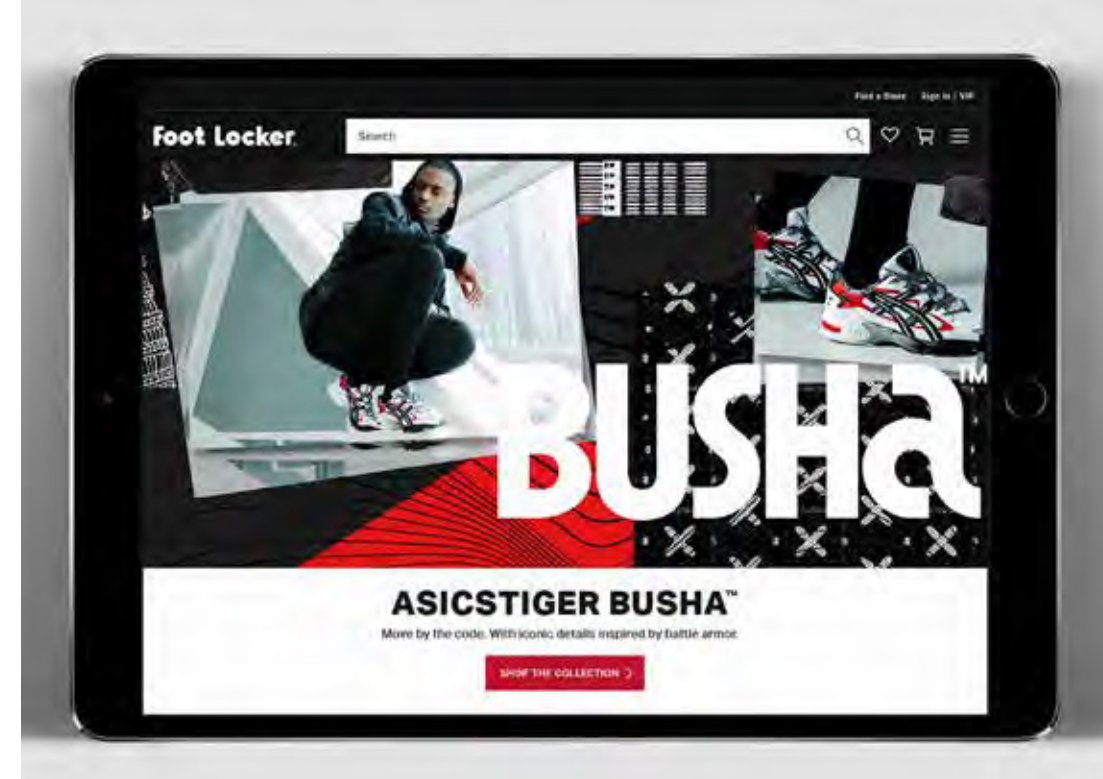 Find a Store Sign In / VIP
Foot Locker.
Search
BUSHa™
ASICSTIGER BUSHA™
Move by the code. With iconic details inspired by battle armor.
SHOP THE COLLECTION